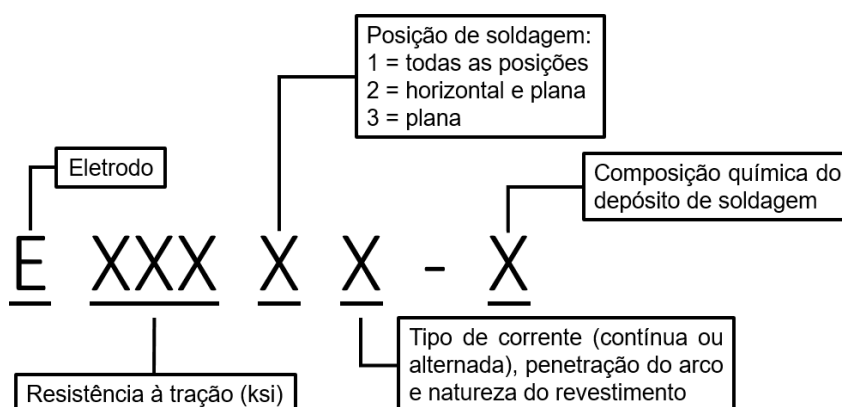 Posição de soldagem:
1 = todas as posições
2 = horizontal e plana
3 = plana
Eletrodo
Composição química do
depósito de soldagem
E XXX X X - X
Tipo de corrente (contínua ou
alternada), penetração do arco
e natureza do revestimento
Resistência à tração (ksi)